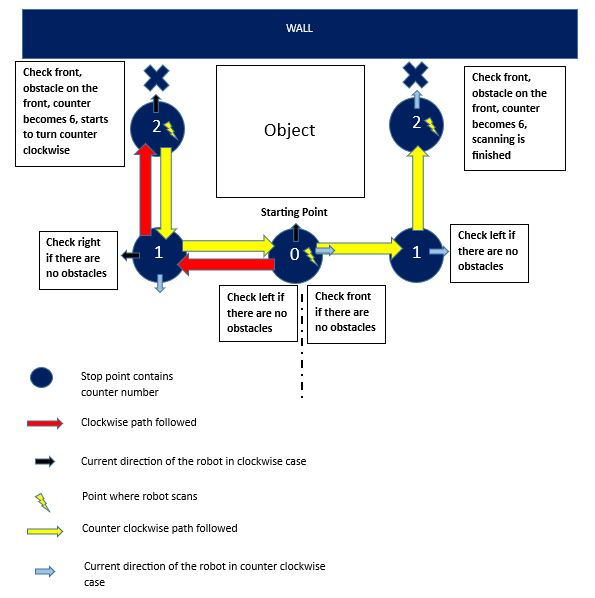 WALL
Check front,
obstacle on the
front, counter
becomes 6, starts
to turn counter
clockwise
2
Object
2
Check front,
obstacle on the
front, counter
becomes 6,
scanning is
finished
Starting Point
Check right
if there are
no obstacles
1
0
1
Check left if
there are no
obstacles
Check left if
there are no
obstacles
Check front
if there are
no obstacles
Stop point contains
counter number
Clockwise path followed
Current direction of the robot in clockwise case
Point where robot scans
Counter clockwise path followed
Current direction of the robot in counter clockwise
case